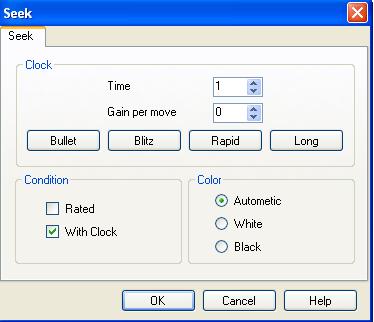 Seek
Seek
Clock
Time 1
Gain per move 0
Bullet Blitz Rapid Long
Condition
Rated
With Clock
Color
Autometic
White
Black
OK Cancel Help